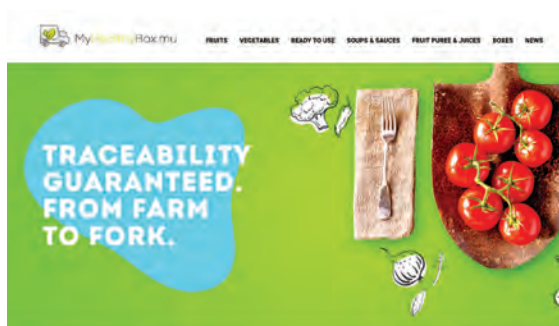 MyHealthyBox.mu
FRUITS VEGETABLES READY TO USE SOUPS & SAUCES FRUIT PUREE & JUICES BOXES NEWS
TRACEABILITY
GUARANTEED.
FROM FARM
TO FORK.